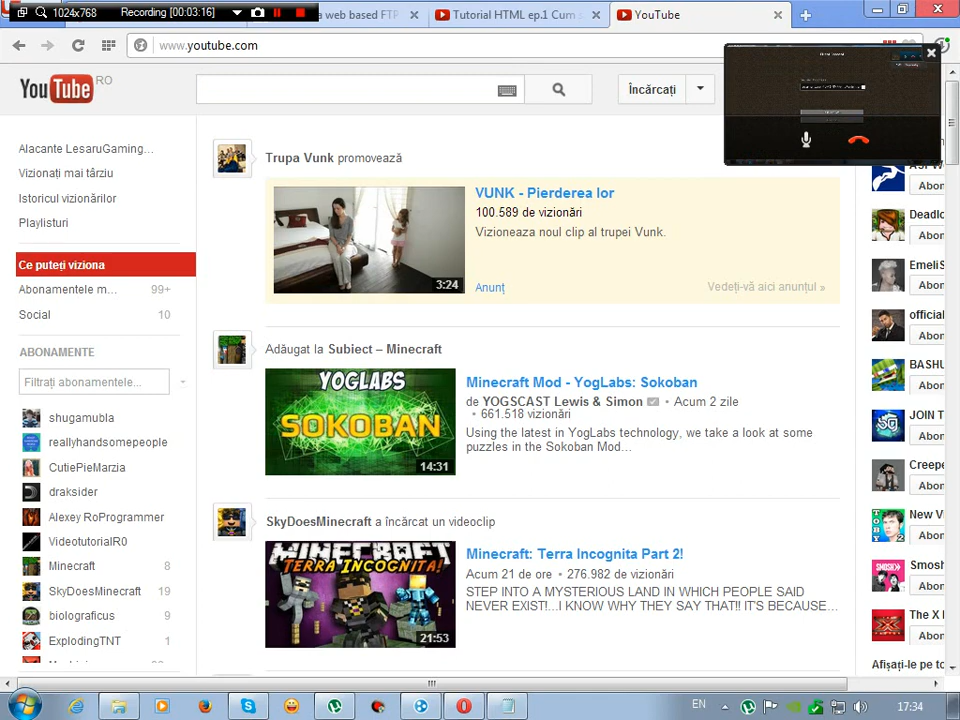 1024x768
Recording [00:03:16]
a web based FTP
Tutorial HTML ep.1 Cum s
YouTube
www.youtube.com
YouTube RO
Încărcați
Alacante LesaruGaming...
Vizionați mai târziu
Istoricul vizionărilor
Playlisturi
Ce puteți viziona
Abonamentele m... 99+
Social 10
ABONAMENTE
Filtrați abonamentele...
shugamubla
reallyhandsomepeople
CutiePieMarzia
draksider
Alexey RoProgrammer
VideotutorialR0
Minecraft 8
SkyDoesMinecraft 19
biolograficus 9
ExplodingTNT 1
Trupa Vunk promovează
VUNK - Pierderea lor
100.589 de vizionări
Vizioneaza noul clip al trupei Vunk.
3:24
Anunț
Vedeți-vă aici anunțul »
Adăugat la Subiect – Minecraft
YOGLABS
SOKOBAN
14:31
Minecraft Mod - YogLabs: Sokoban
de YOGSCAST Lewis & Simon • Acum 2 zile
• 661.518 vizionări
Using the latest in YogLabs technology, we take a look at some
puzzles in the Sokoban Mod...
SkyDoesMinecraft a încărcat un videoclip
MINECRAFT
TERRA INCOGNITA!
21:53
Minecraft: Terra Incognita Part 2!
Acum 21 de ore • 276.982 de vizionări
STEP INTO A MYSTERIOUS LAND IN WHICH PEOPLE SAID
NEVER EXIST!...I KNOW WHY THEY SAY THAT!! IT'S BECAUSE...
Abon
Deadlo
Abon
EmeliS
Abon
official
Abon
BASHU
Abon
JOIN T
Abon
Creepe
Abon
New Vi
Abon
Smosh
Abon
The X
Abon
Afișați-le pe to
EN
17:34